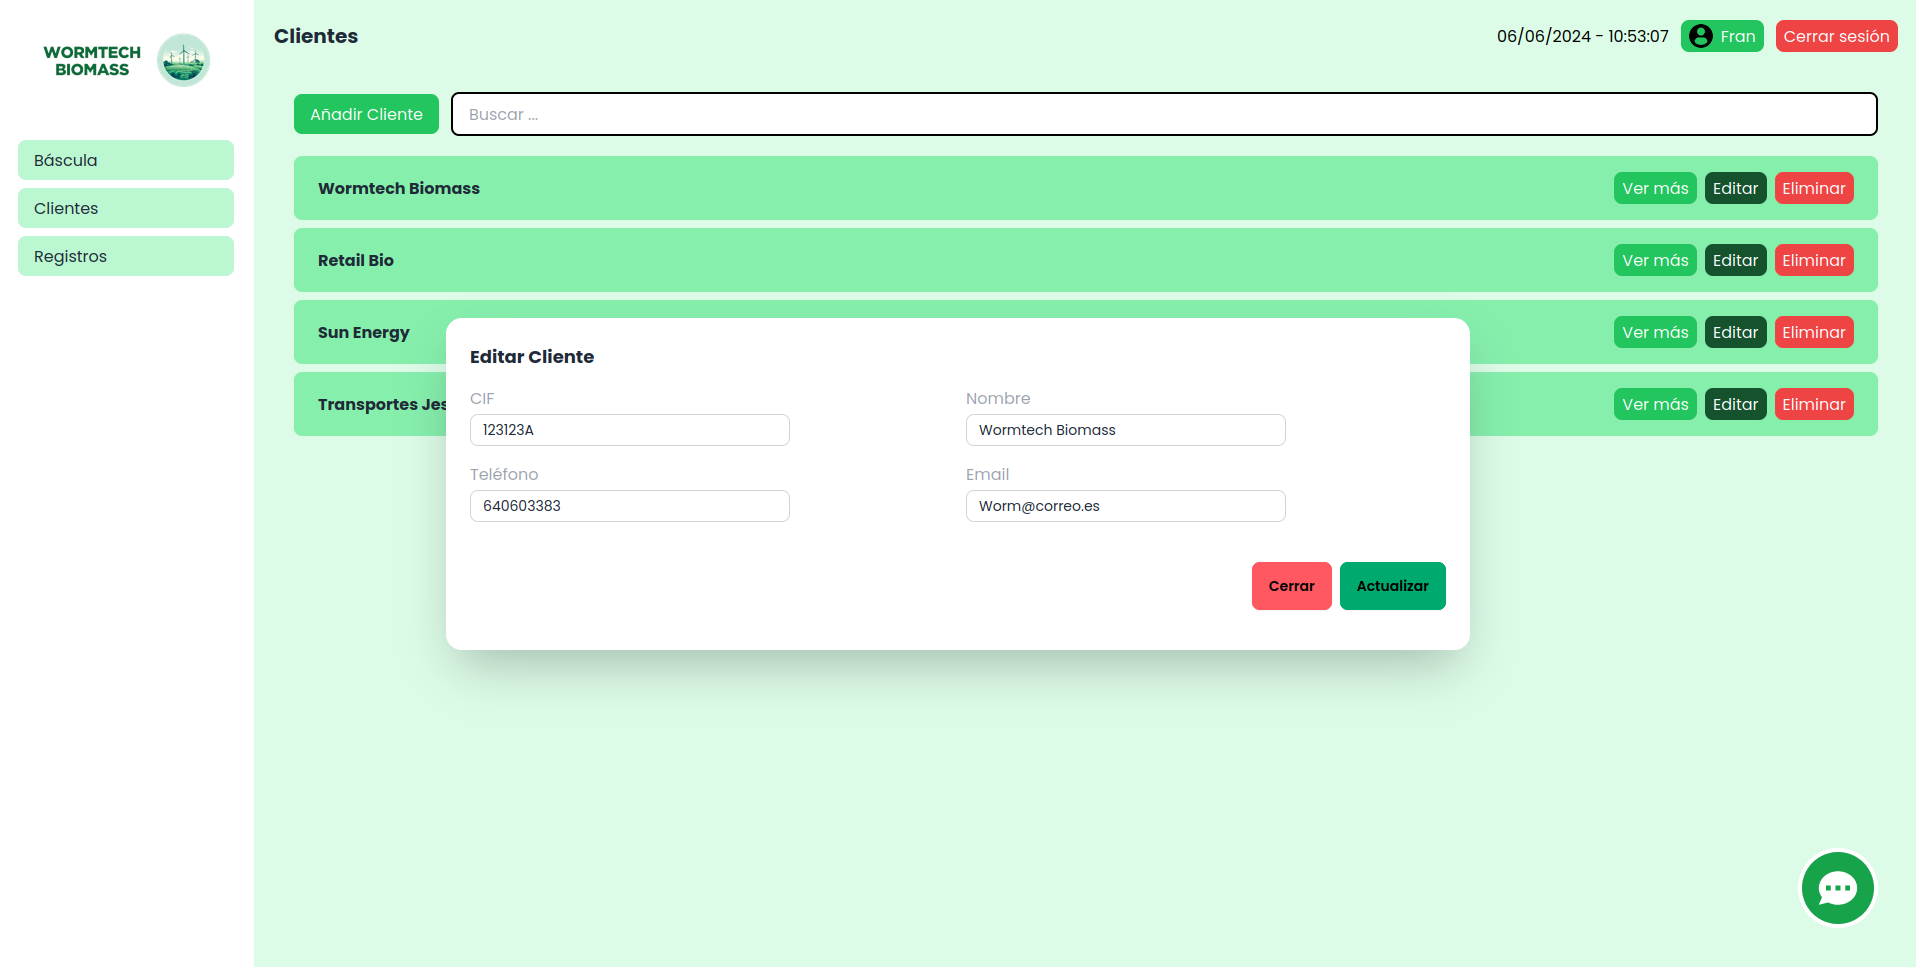 WORMTECH
BIOMASS
Báscula
Clientes
Registros
Clientes
06/06/2024 - 10:53:07
Fran
Cerrar sesión
Añadir Cliente
Buscar ...
Wormtech Biomass
Ver más
Editar
Eliminar
Retail Bio
Ver más
Editar
Eliminar
Sun Energy
Ver más
Editar
Eliminar
Transportes Jes
Ver más
Editar
Eliminar
Editar Cliente
CIF
123123A
Nombre
Wormtech Biomass
Teléfono
640603383
Email
Worm@correo.es
Cerrar
Actualizar